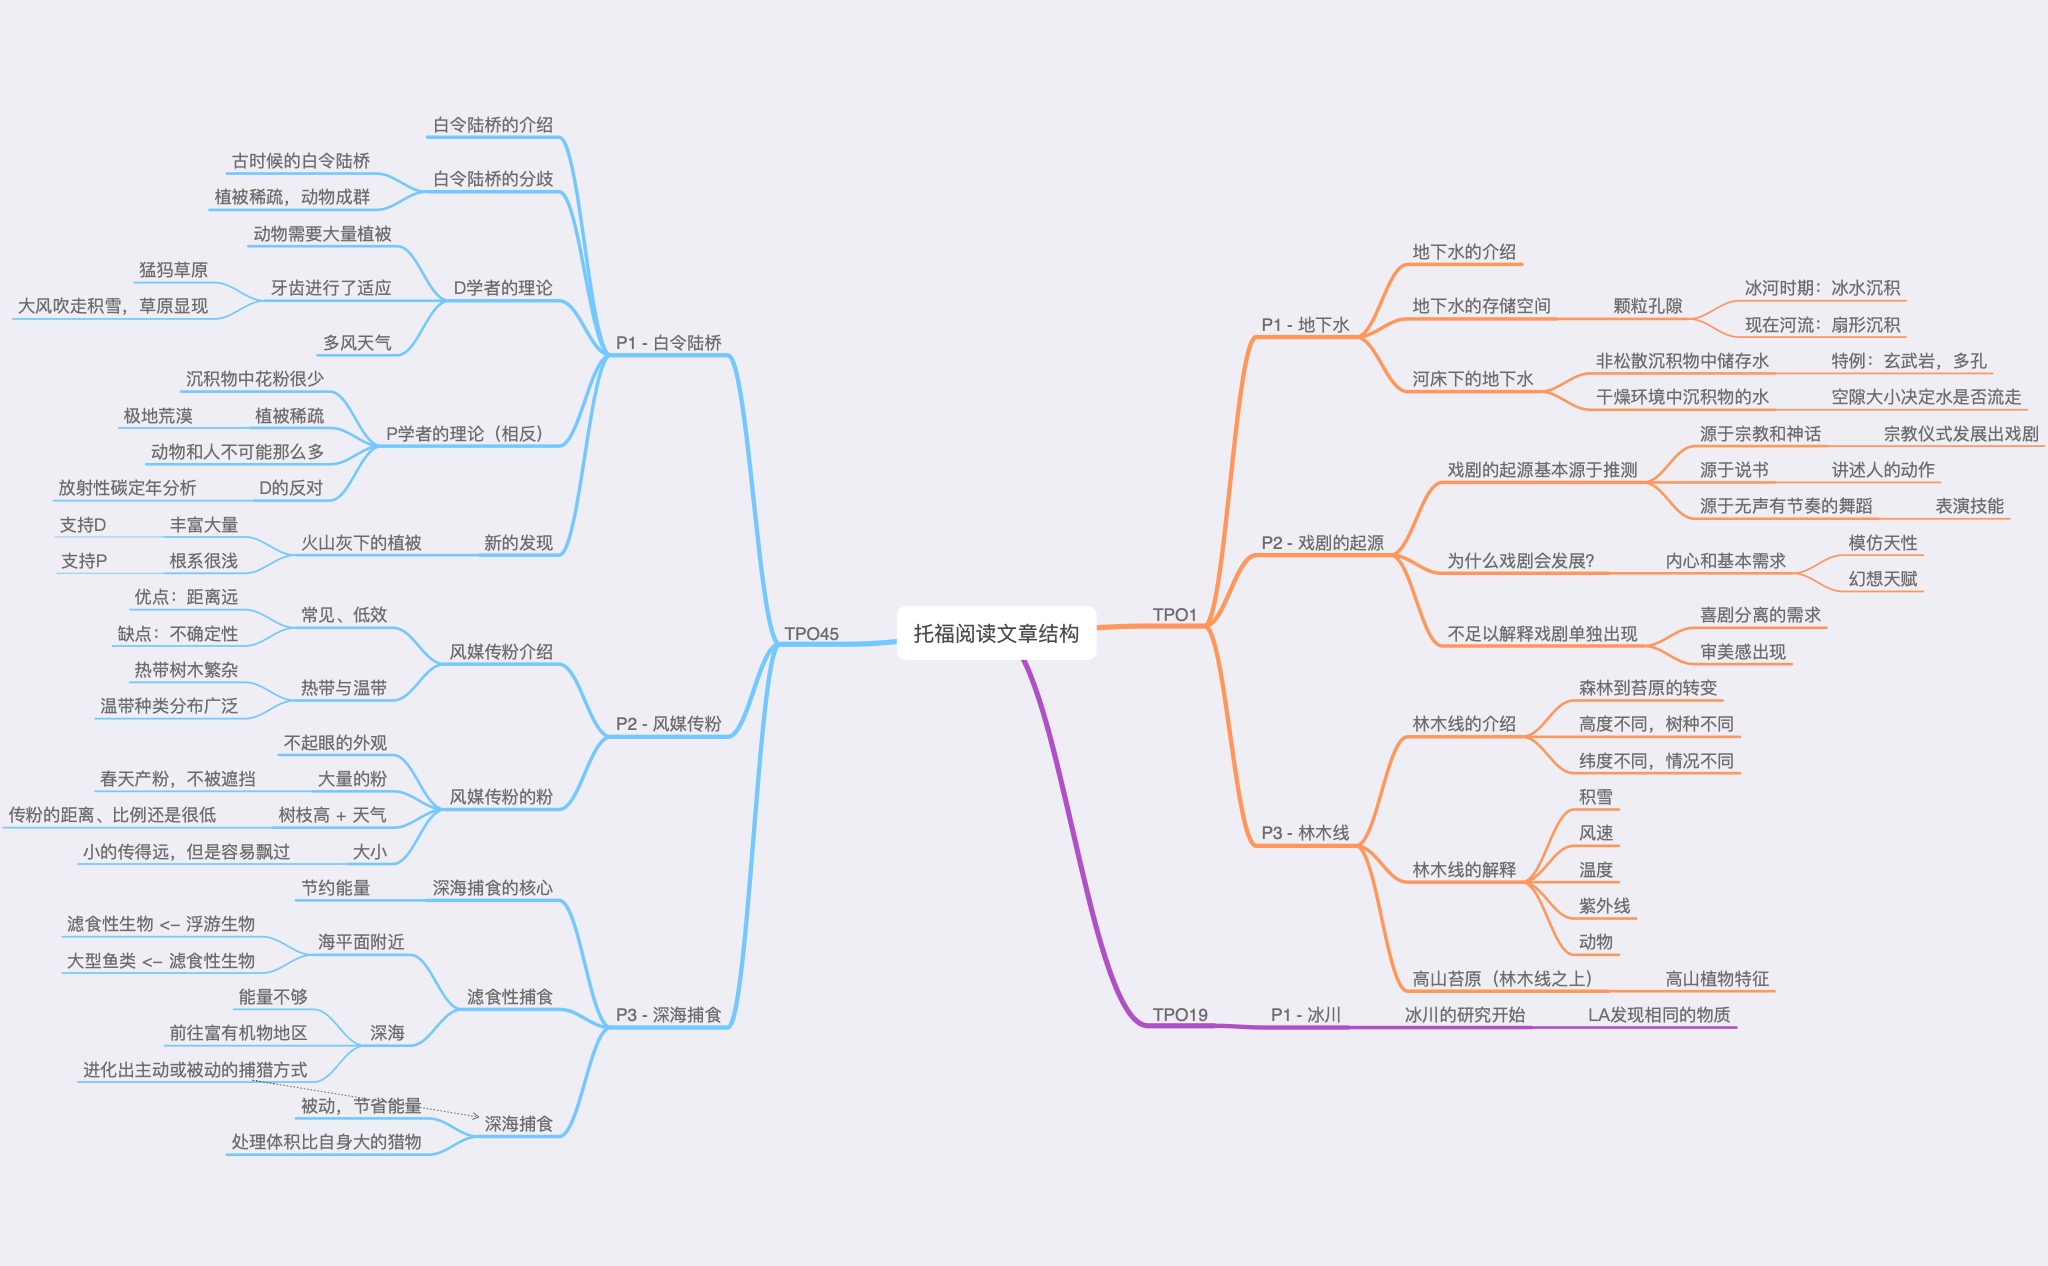 托福阅读文章结构
TPO1
P1 - 地下水
地下水的介绍
地下水的存储空间
颗粒孔隙
冰河时期：冰水沉积
现在河流：扇形沉积
河床下的地下水
非松散沉积物中储存水
特例：玄武岩，多孔
干燥环境中沉积物的水
空隙大小决定水是否流走
P2 - 戏剧的起源
戏剧的起源基本源于推测
源于宗教和神话
宗教仪式发展出戏剧
源于说书
讲述人的动作
源于无声有节奏的舞蹈
表演技能
为什么戏剧会发展?
内心和基本需求
模仿天性
幻想天赋
不足以解释戏剧单独出现
喜剧分离的需求
审美感出现
P3 - 林木线
林木线的介绍
森林到苔原的转变
高度不同，树种不同
纬度不同，情况不同
林木线的解释
积雪
风速
温度
紫外线
动物
高山苔原（林木线之上）
高山植物特征
TPO19
P1 - 冰川
冰川的研究开始
LA发现相同的物质
TPO45
P1 - 白令陆桥
白令陆桥的介绍
白令陆桥的分歧
古时候的白令陆桥
植被稀疏，动物成群
D学者的理论
动物需要大量植被
牙齿进行了适应
猛犸草原
大风吹走积雪，草原显现
多风天气
P学者的理论（相反）
沉积物中花粉很少
植被稀疏
极地荒漠
动物和人不可能那么多
D的反对
放射性碳定年分析
新的发现
火山灰下的植被
丰富大量
支持D
根系很浅
支持P
P2 - 风媒传粉
风媒传粉介绍
常见、低效
优点：距离远
缺点：不确定性
热带与温带
热带树木繁杂
温带种类分布广泛
风媒传粉的粉
不起眼的外观
大量的粉
春天产粉，不被遮挡
树枝高 + 天气
传粉的距离、比例还是很低
大小
小的传得远，但是容易飘过
P3 - 深海捕食
深海捕食的核心
节约能量
滤食性捕食
海平面附近
滤食性生物 <- 浮游生物
大型鱼类 <- 滤食性生物
深海
能量不够
前往富有机物地区
进化出主动或被动的捕猎方式
深海捕食
被动，节省能量
处理体积比自身大的猎物